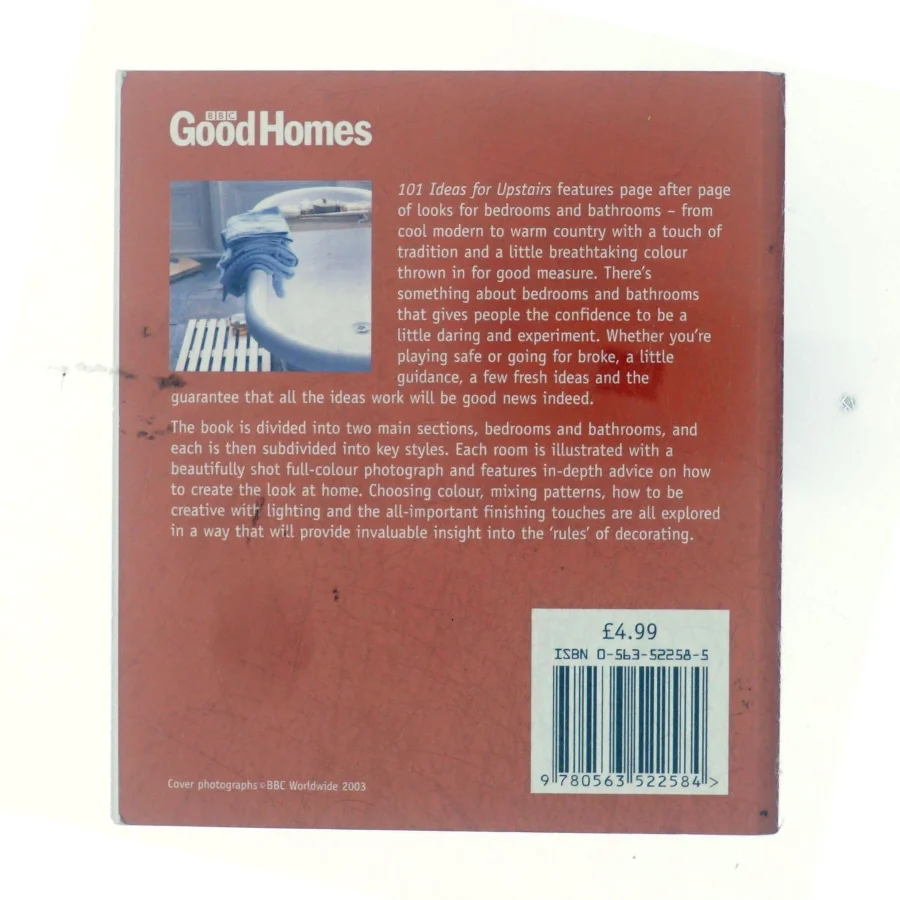 BBC
GoodHomes
101 Ideas for Upstairs features page after page
of looks for bedrooms and bathrooms – from
cool modern to warm country with a touch of
tradition and a little breathtaking colour
thrown in for good measure. There's
something about bedrooms and bathrooms
that gives people the confidence to be a
little daring and experiment. Whether you're
playing safe or going for broke, a little
guidance, a few fresh ideas and the
guarantee that all the ideas work will be good news indeed.
The book is divided into two main sections, bedrooms and bathrooms, and
each is then subdivided into key styles. Each room is illustrated with a
beautifully shot full-colour photograph and features in-depth advice on how
to create the look at home. Choosing colour, mixing patterns, how to be
creative with lighting and the all-important finishing touches are all explored
in a way that will provide invaluable insight into the 'rules' of decorating.
£4.99
ISBN 0-563-52258-5
9 780563 522584 >
Cover photographs © BBC Worldwide 2003